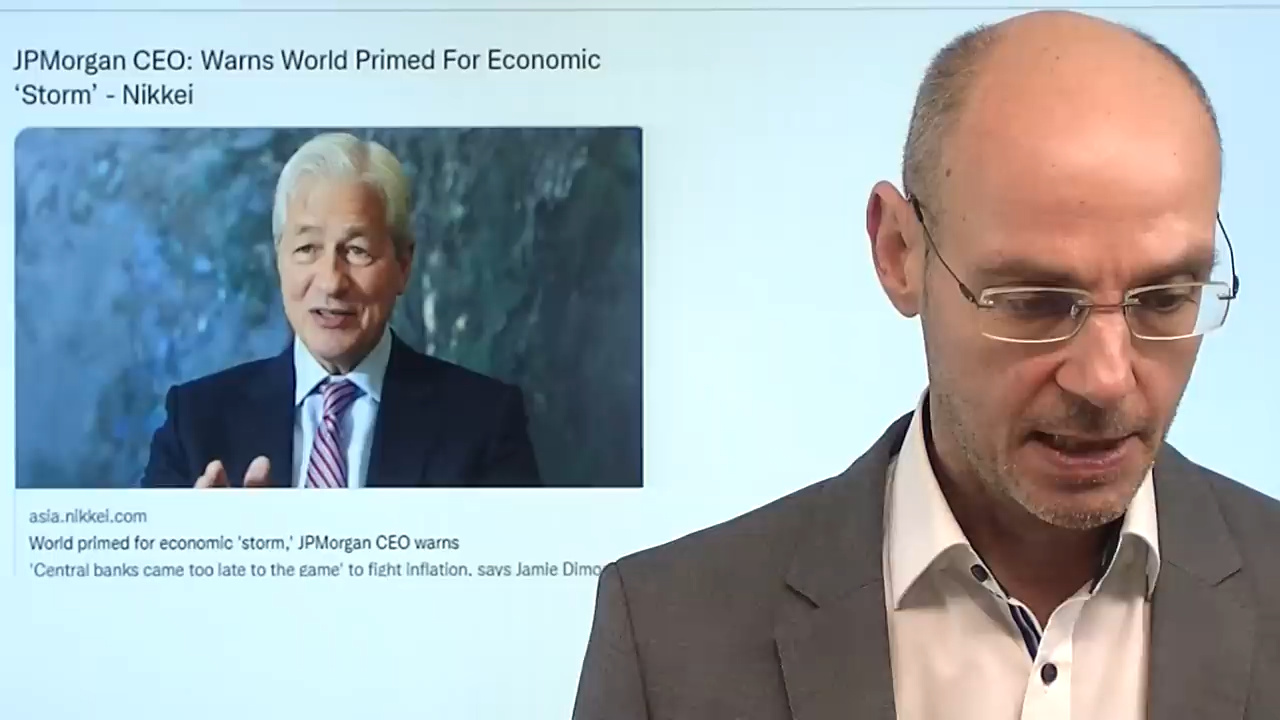 JPMorgan CEO: Warns World Primed For Economic
‘Storm’ - Nikkei
asia.nikkei.com
World primed for economic 'storm,' JPMorgan CEO warns
'Central banks came too late to the game' to fight inflation, says Jamie Dimo